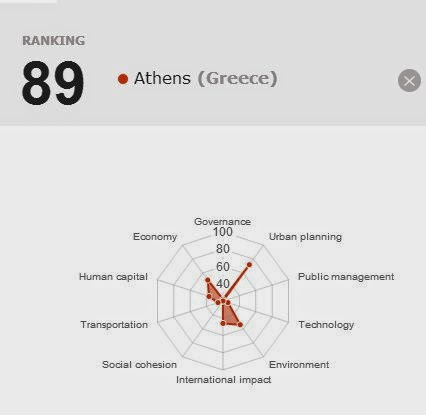 RANKING
89
Athens (Greece)
Governance
100
80
60
40
Economy
Urban planning
Human capital
Public management
Transportation
Technology
Social cohesion
Environment
International impact